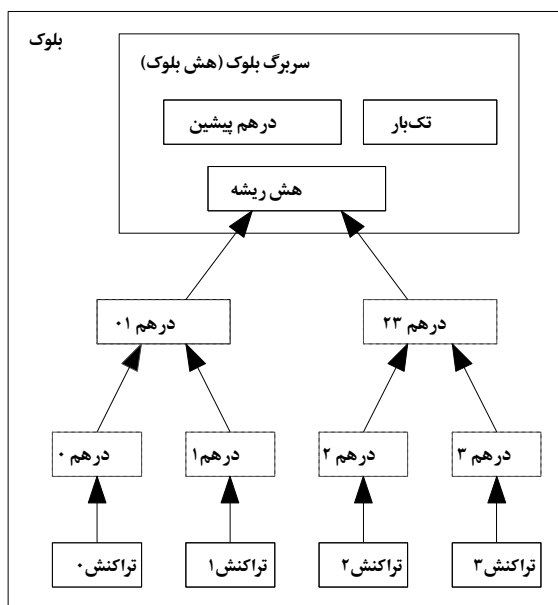 بلوک
سربرگ بلوک (هش بلوک)
درهم پیشین
تک‌بار
هش ریشه
درهم ۰۱
درهم ۲۳
درهم ۰
درهم۱
درهم ۲
درهم ۳
تراکنش۰
تراکنش۱
تراکنش۲
تراکنش۳